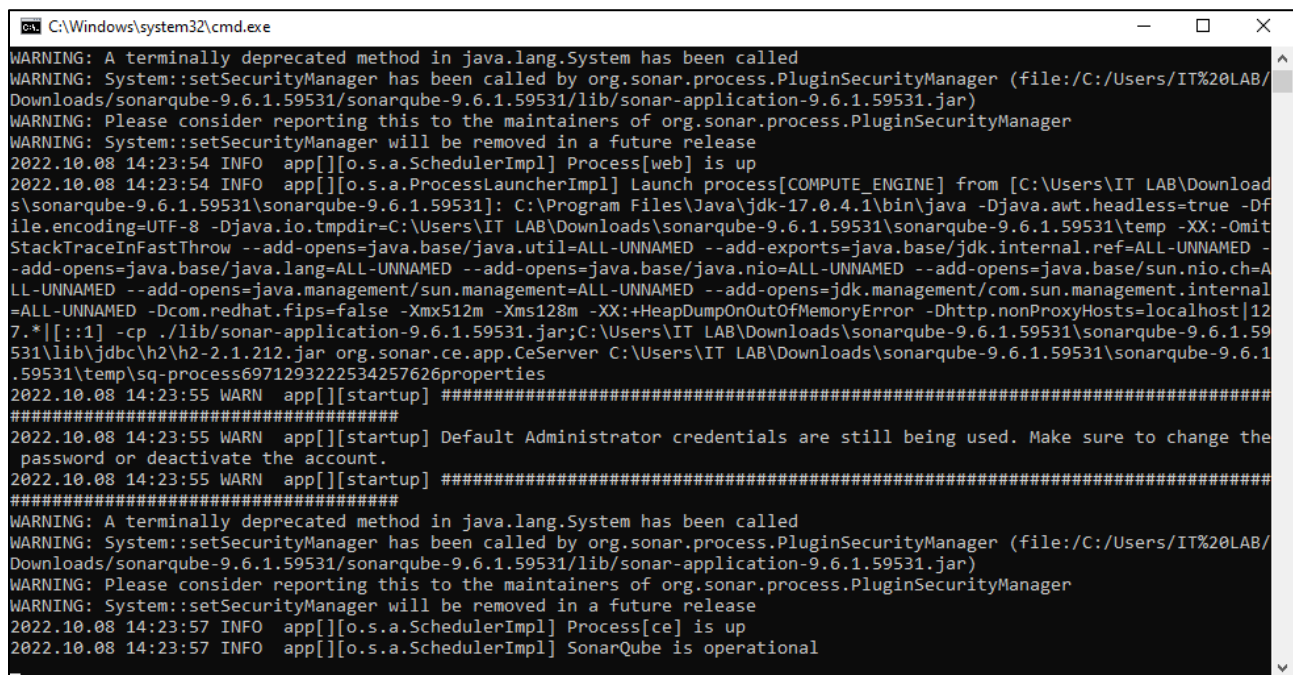 C:\Windows\system32\cmd.exe
WARNING: A terminally deprecated method in java.lang.System has been called
WARNING: System::setSecurityManager has been called by org.sonar.process.PluginSecurityManager (file:/C:/Users/IT%20LAB/
Downloads/sonarqube-9.6.1.59531/sonarqube-9.6.1.59531/lib/sonar-application-9.6.1.59531.jar)
WARNING: Please consider reporting this to the maintainers of org.sonar.process.PluginSecurityManager
WARNING: System::setSecurityManager will be removed in a future release
2022.10.08 14:23:54 INFO  app[][o.s.a.SchedulerImpl] Process[web] is up
2022.10.08 14:23:54 INFO  app[][o.s.a.ProcessLauncherImpl] Launch process[COMPUTE_ENGINE] from [C:\Users\IT LAB\Download
s\sonarqube-9.6.1.59531\sonarqube-9.6.1.59531]: C:\Program Files\Java\jdk-17.0.4.1\bin\java -Djava.awt.headless=true -Df
ile.encoding=UTF-8 -Djava.io.tmpdir=C:\Users\IT LAB\Downloads\sonarqube-9.6.1.59531\sonarqube-9.6.1.59531\temp -XX:-Omit
StackTraceInFastThrow --add-opens=java.base/java.util=ALL-UNNAMED --add-exports=java.base/jdk.internal.ref=ALL-UNNAMED -
-add-opens=java.base/java.lang=ALL-UNNAMED --add-opens=java.base/java.nio=ALL-UNNAMED --add-opens=java.base/sun.nio.ch=A
LL-UNNAMED --add-opens=java.management/sun.management=ALL-UNNAMED --add-opens=jdk.management/com.sun.management.internal
=ALL-UNNAMED -Dcom.redhat.fips=false -Xmx512m -Xms128m -XX:+HeapDumpOnOutOfMemoryError -Dhttp.nonProxyHosts=localhost|12
7.*|[::1] -cp ./lib/sonar-application-9.6.1.59531.jar;C:\Users\IT LAB\Downloads\sonarqube-9.6.1.59531\sonarqube-9.6.1.59
531\lib\jdbc\h2\h2-2.1.212.jar org.sonar.ce.app.CeServer C:\Users\IT LAB\Downloads\sonarqube-9.6.1.59531\sonarqube-9.6.1
.59531\temp\sq-process6971293222534257626properties
2022.10.08 14:23:55 WARN  app[][startup] ###############################################################################
#####################################
2022.10.08 14:23:55 WARN  app[][startup] Default Administrator credentials are still being used. Make sure to change the
 password or deactivate the account.
2022.10.08 14:23:55 WARN  app[][startup] ###############################################################################
#####################################
WARNING: A terminally deprecated method in java.lang.System has been called
WARNING: System::setSecurityManager has been called by org.sonar.process.PluginSecurityManager (file:/C:/Users/IT%20LAB/
Downloads/sonarqube-9.6.1.59531/sonarqube-9.6.1.59531/lib/sonar-application-9.6.1.59531.jar)
WARNING: Please consider reporting this to the maintainers of org.sonar.process.PluginSecurityManager
WARNING: System::setSecurityManager will be removed in a future release
2022.10.08 14:23:57 INFO  app[][o.s.a.SchedulerImpl] Process[ce] is up
2022.10.08 14:23:57 INFO  app[][o.s.a.SchedulerImpl] SonarQube is operational